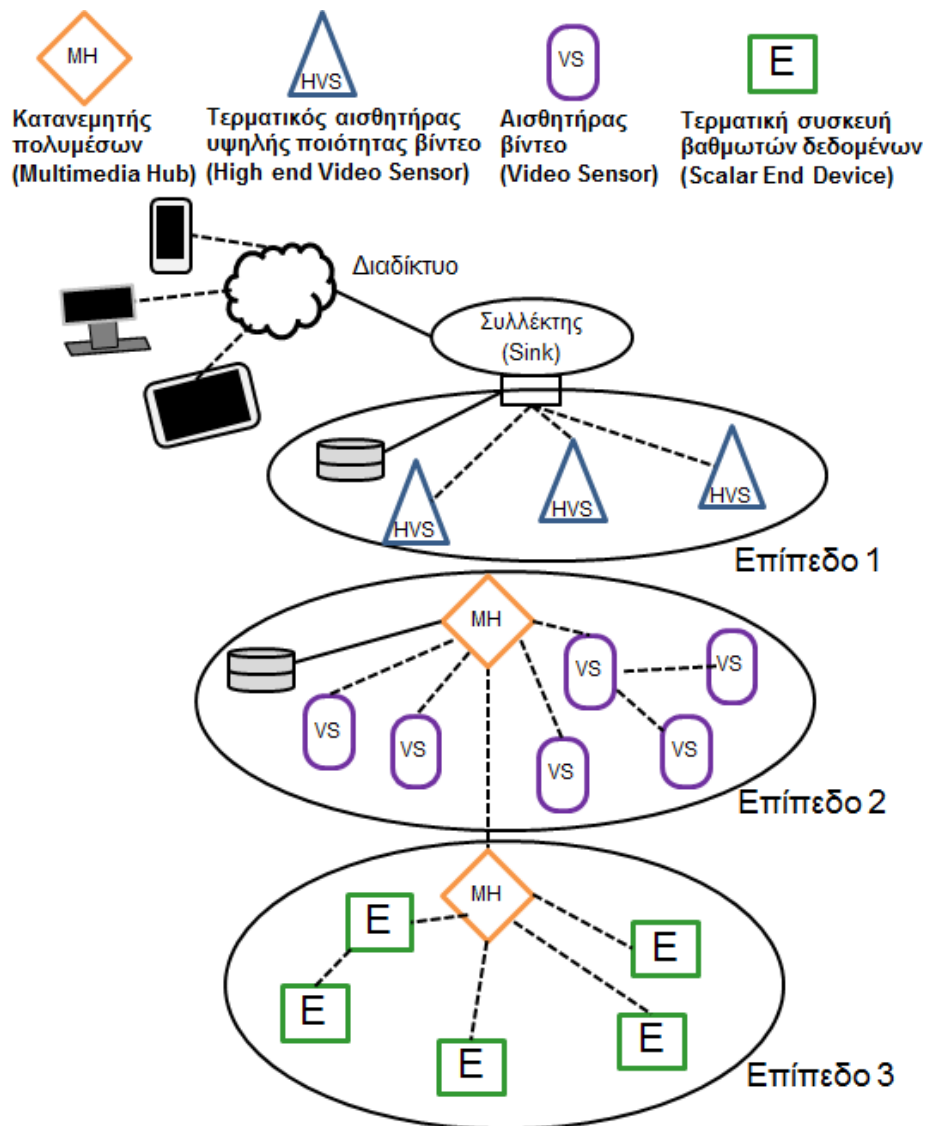 MH
HVS
VS
E
Κατανεμητής
πολυμέσων
(Multimedia Hub)
Τερματικός αισθητήρας
υψηλής ποιότητας βίντεο
(High end Video Sensor)
Αισθητήρας
βίντεο
(Video Sensor)
Τερματική συσκευή
βαθμωτών δεδομένων
(Scalar End Device)
Διαδίκτυο
Συλλέκτης
(Sink)
HVS
HVS
HVS
Επίπεδο 1
MH
VS
VS
VS
VS
VS
VS
Επίπεδο 2
MH
E
E
E
E
E
Επίπεδο 3